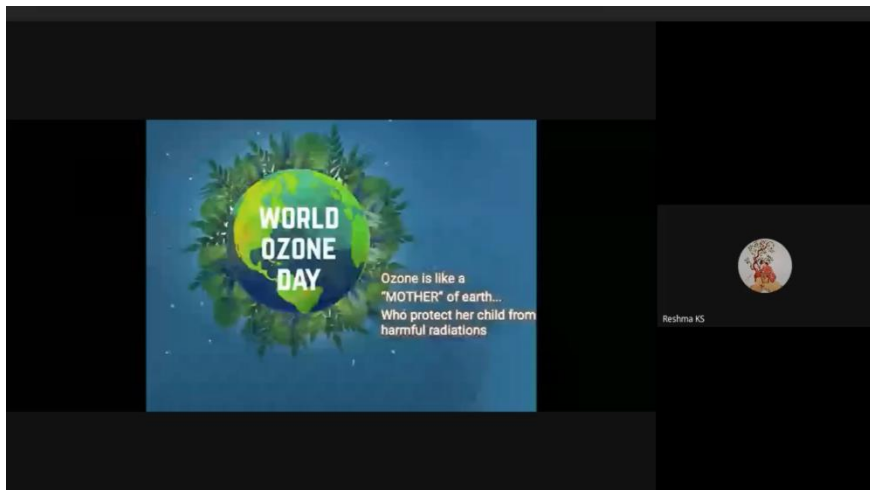 WORLD
OZONE
DAY
Ozone is like a
"MOTHER" of earth...
Who protect her child from
harmful radiations
Reshma KS